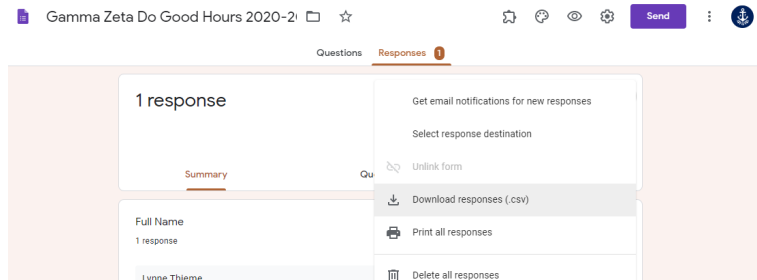 Gamma Zeta Do Good Hours 2020-2
Send
Questions Responses 1
1 response
Get email notifications for new responses
Select response destination
Unlink form
Summary Qu
Download responses (.csv)
Print all responses
Full Name
1 response
Delete all responses
Lynne Thieme